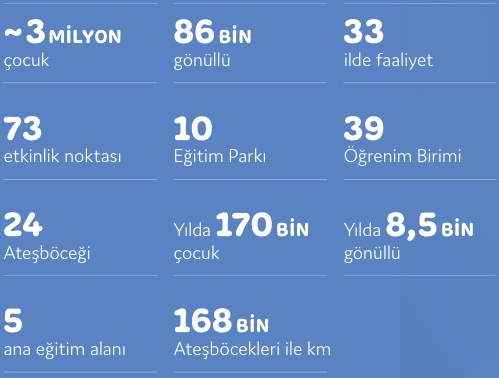 ~3 MİLYON
çocuk
86 BİN
gönüllü
33
ilde faaliyet
73
etkinlik noktası
10
Eğitim Parkı
39
Öğrenim Birimi
24
Ateşböceği
Yılda 170 BİN
çocuk
Yılda 8,5 BİN
gönüllü
5
ana eğitim alanı
168 BİN
Ateşböcekleri ile km